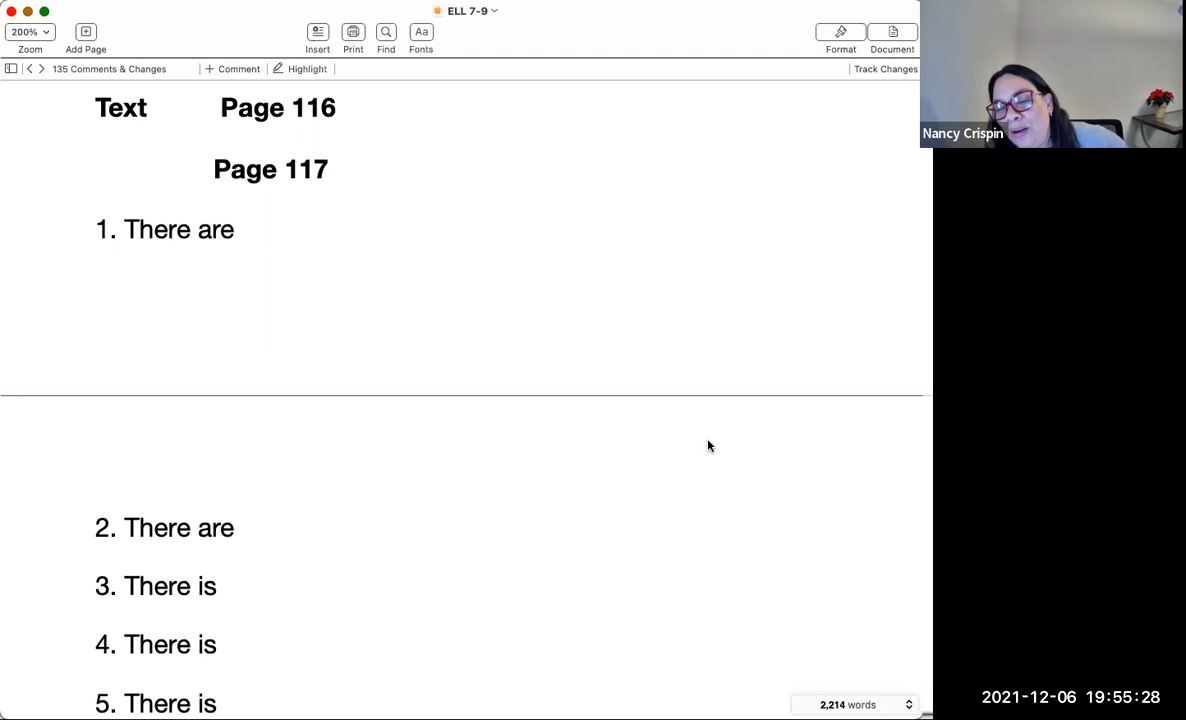 ELL 7-9
200%
Zoom
Add Page
Insert
Print
Find
Aa
Fonts
Format
Document
135 Comments & Changes
+ Comment
Highlight
Track Changes
Nancy Crispin
Text Page 116
Page 117
1. There are
2. There are
3. There is
4. There is
5. There is
2,214 words
2021-12-06 19:55:28